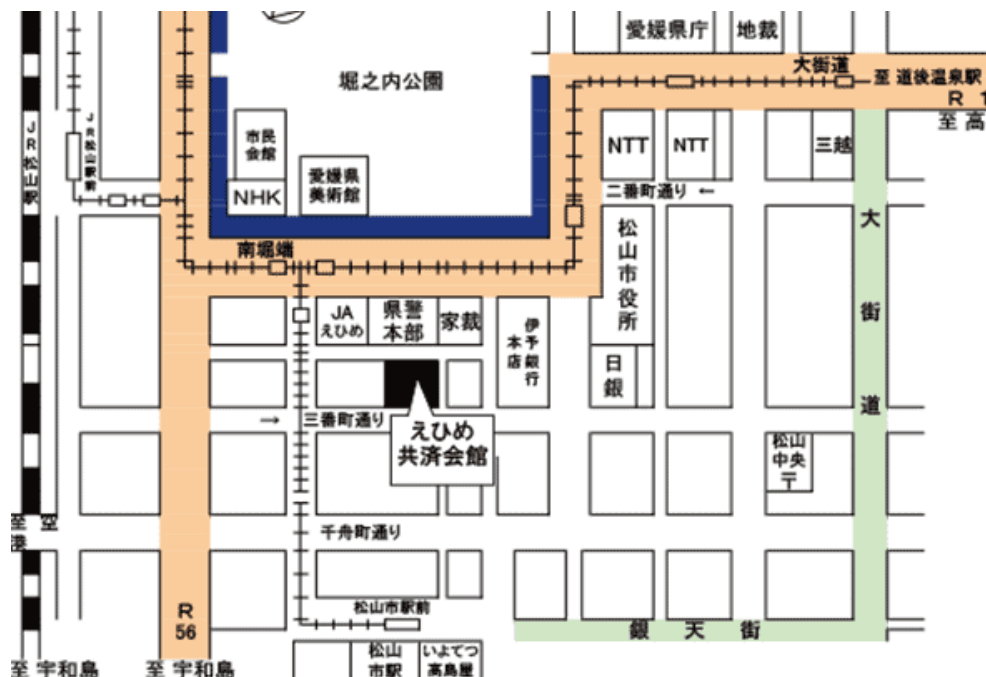 愛媛県庁
地裁
大街道
至 道後温泉駅
R 1
至 高
堀之内公園
JR松山駅
JR松山駅前
市民
会館
NHK
愛媛県
美術館
NTT
NTT
三越
二番町通り ←
大街道
松山市役所
南堀端
JA
えひめ
県警
本部
家裁
伊予銀行
本店
日銀
→ 三番町通り
えひめ
共済会館
松山
中央
〒
至 空
港
千舟町通り
R
56
松山市駅前
銀天街
松山
市駅
いよてつ
高島屋
至 宇和島
至 宇和島